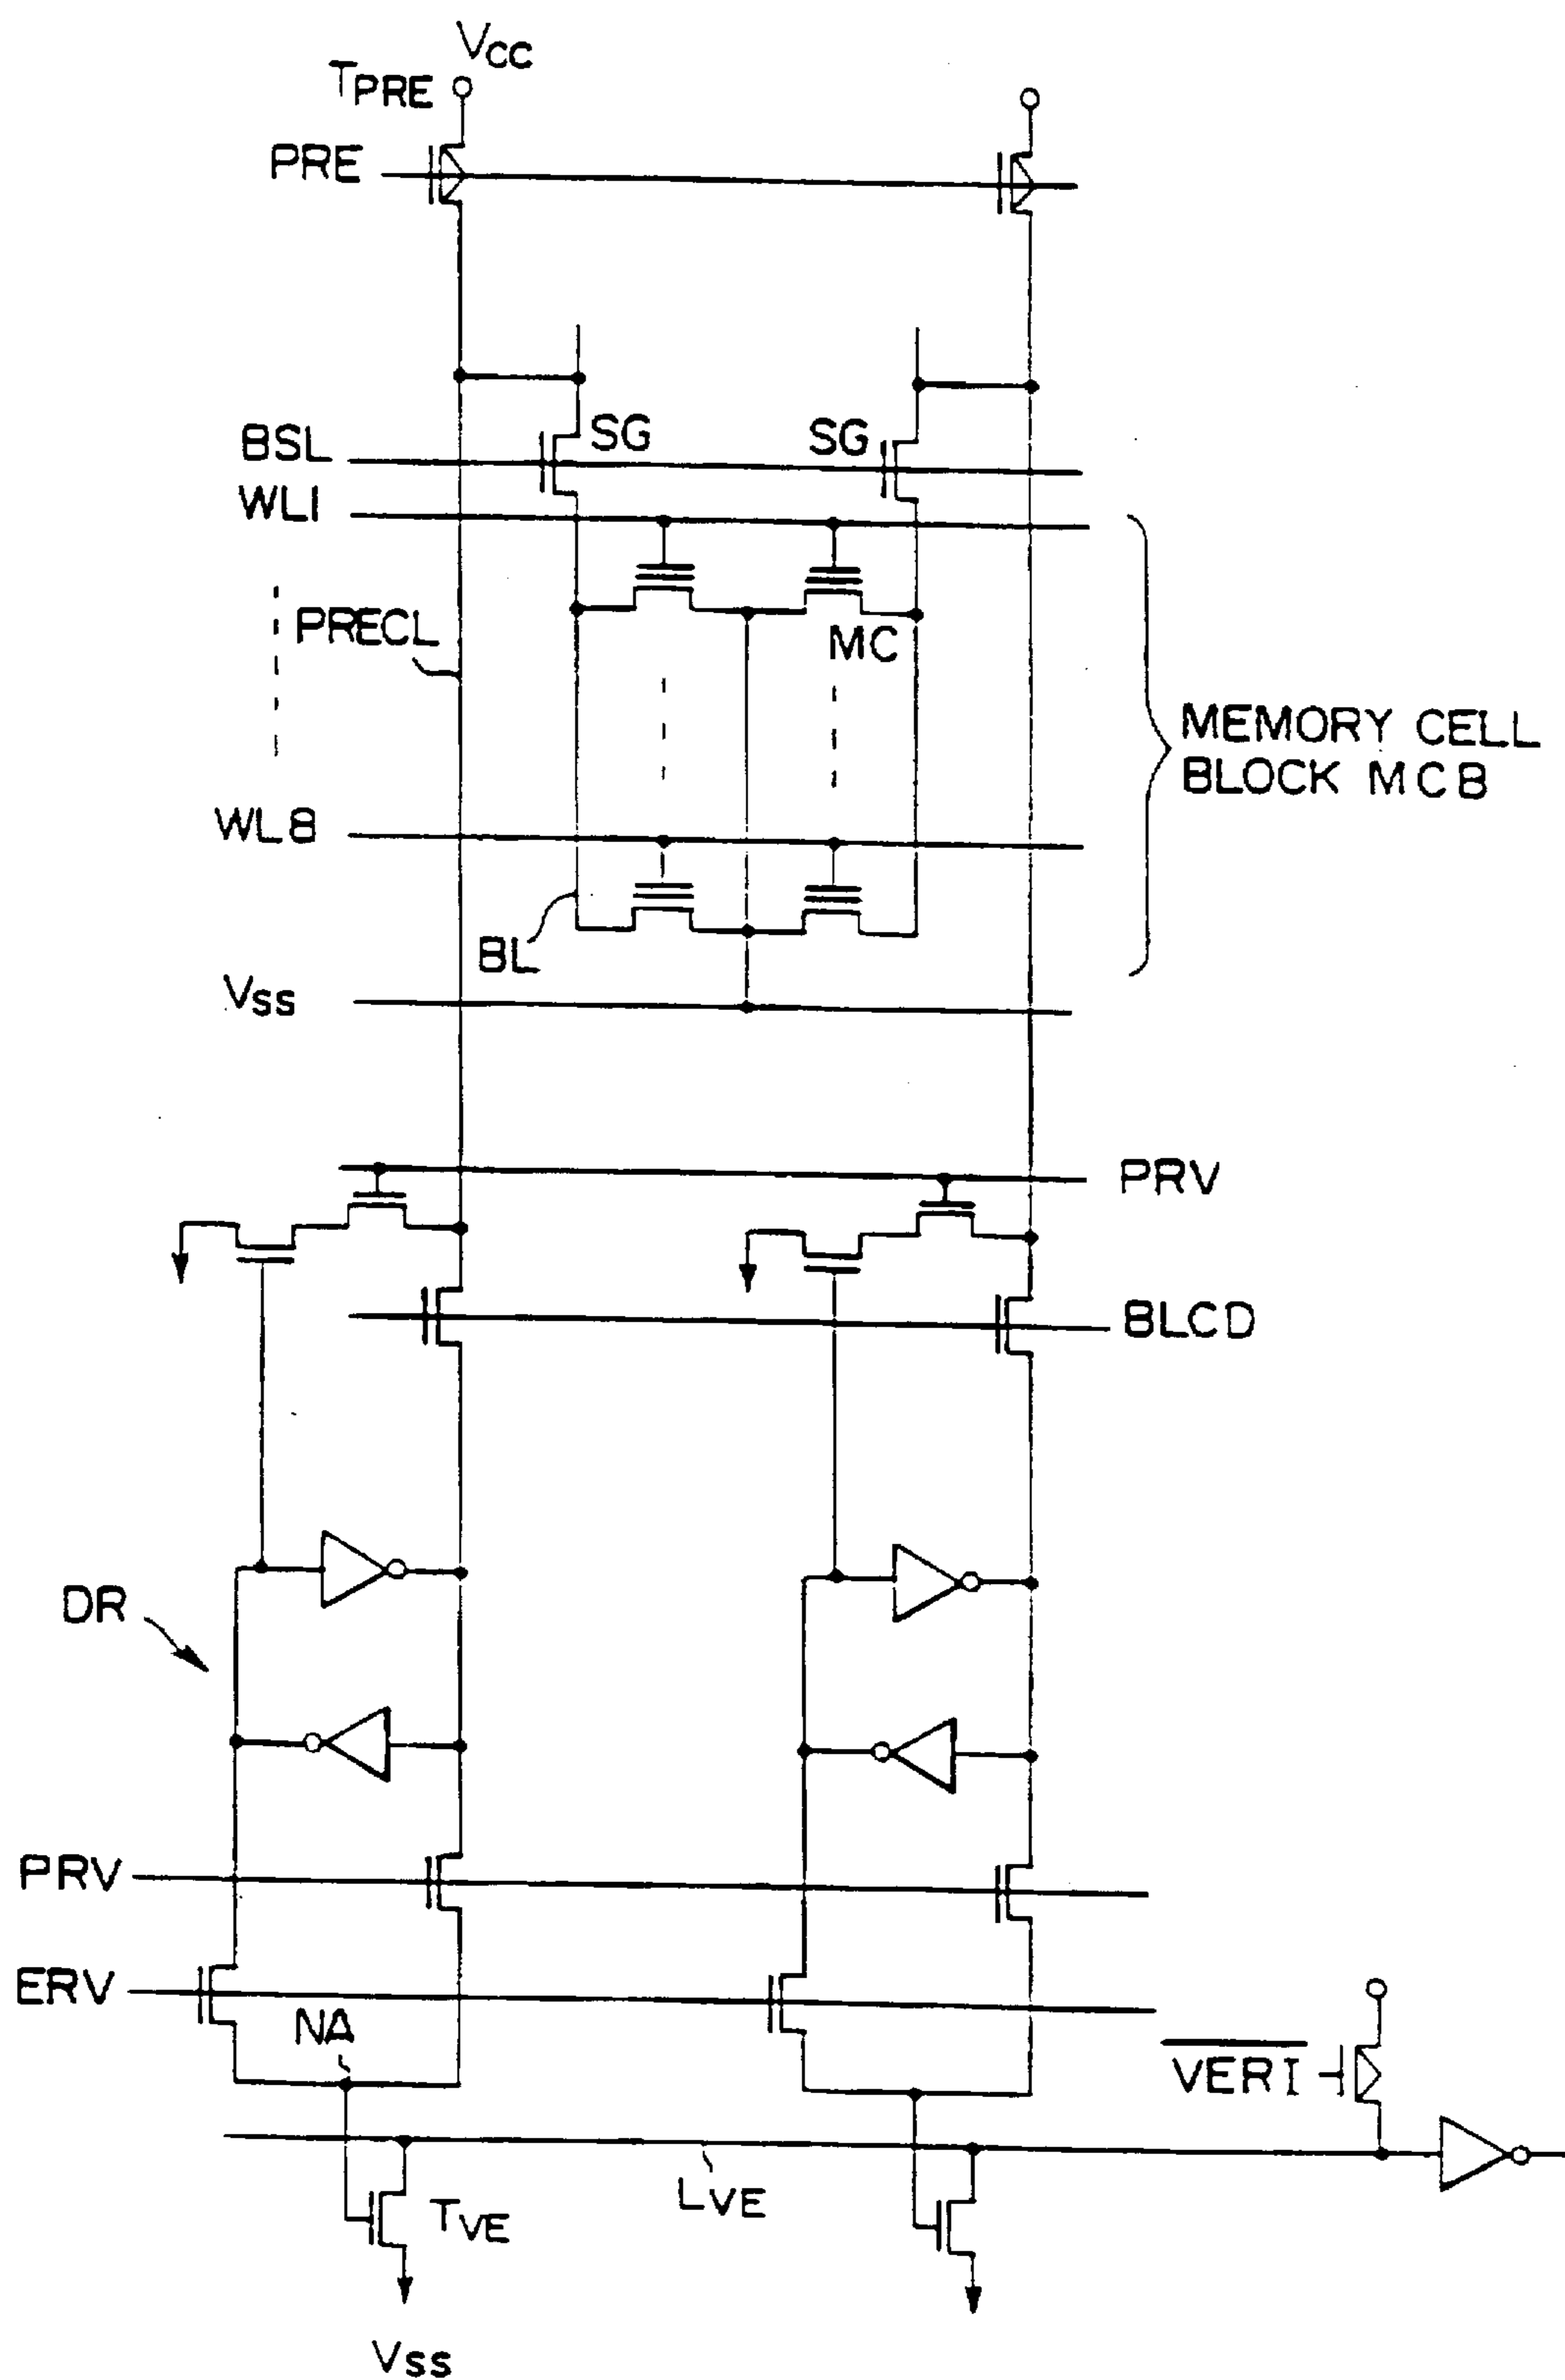 VCC
TPRE
PRE
BSL
SG
SG
WL1
PRECL
MC
MEMORY CELL
BLOCK MCB
WL8
BL
VSS
PRV
BLCD
DR
PRV
ERV
NA
VERI
LVE
TVE
VSS